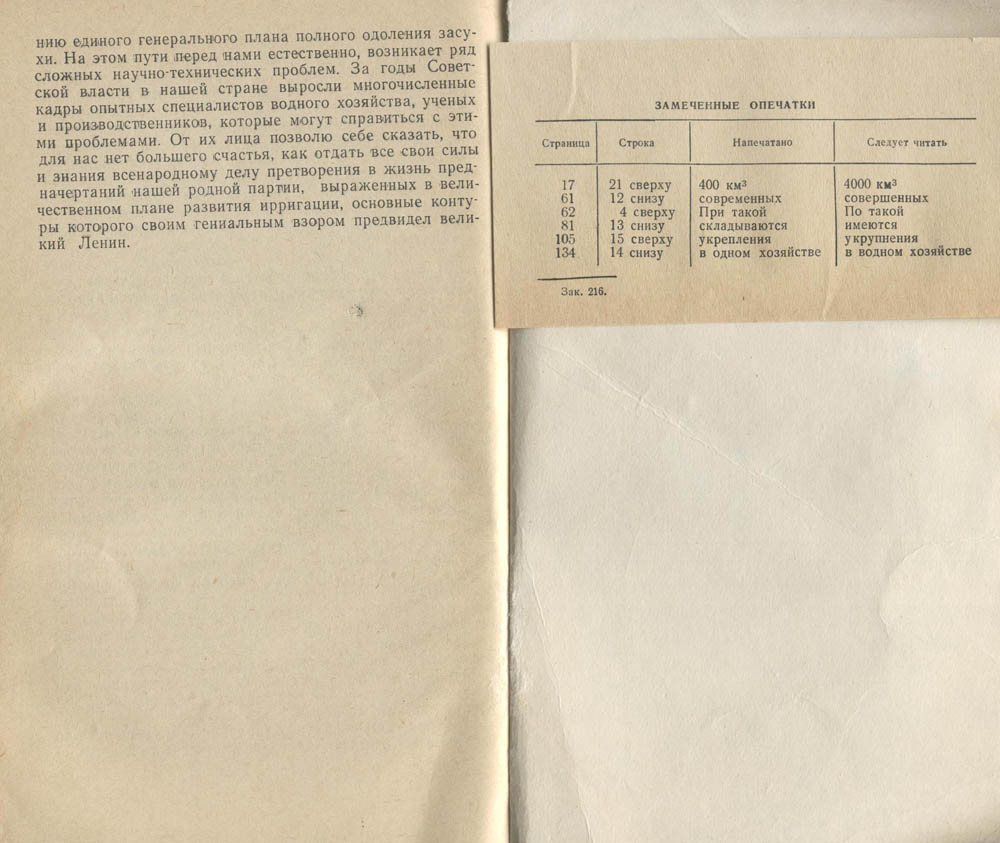 нию единого генерального плана полного одоления засу-
хи. На этом пути перед нами естественно, возникает ряд
сложных научно-технических проблем. За годы Совет-
ской власти в нашей стране выросли многочисленные
кадры опытных специалистов водного хозяйства, ученых
и производственников, которые могут справиться с эти-
ми проблемами. От их лица позволю себе сказать, что
для нас нет большего счастья, как отдать все свои силы
и знания всенародному делу претворения в жизнь пред-
начертаний нашей родной партии, выраженных в вели-
чественном плане развития ирригации, основные конту-
ры которого своим гениальным взором предвидел вели-
кий Ленин.
ЗАМЕЧЕННЫЕ ОПЕЧАТКИ
Страница Строка Напечатано Следует читать
17 21 сверху 400 км³ 4000 км³
61 12 снизу современных совершенных
62 4 сверху При такой По такой
81 13 снизу складываются имеются
105 15 сверху укрепления укрупнения
134 14 снизу в одном хозяйстве в водном хозяйстве
Зак. 216.